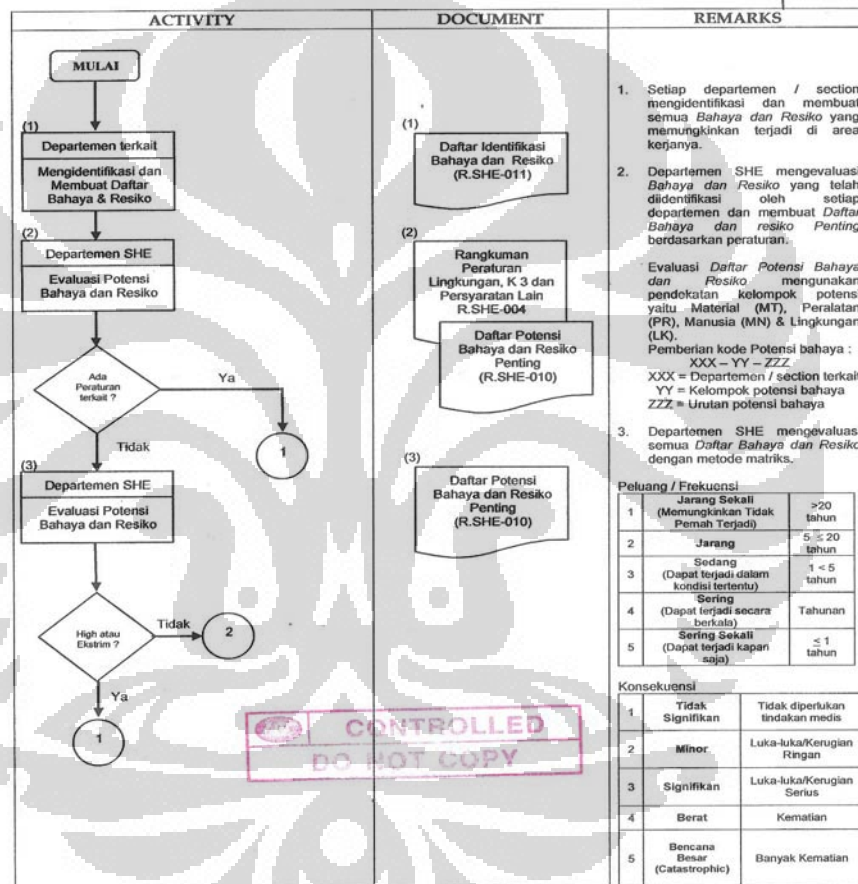 ACTIVITY
DOCUMENT
REMARKS
MULAI
(1)
Departemen terkait
Mengidentifikasi dan
Membuat Daftar
Bahaya & Resiko
(2)
Departemen SHE
Evaluasi Potensi
Bahaya dan Resiko
Ada
Peraturan
terkait ?
Ya
1
Tidak
(3)
Departemen SHE
Evaluasi Potensi
Bahaya dan Resiko
High atau
Ekstrim ?
Tidak
2
Ya
1
(1)
Daftar Identifikasi
Bahaya dan Resiko
(R.SHE-011)
(2)
Rangkuman
Peraturan
Lingkungan, K 3 dan
Persyaratan Lain
R.SHE-004
Daftar Potensi
Bahaya dan Resiko
Penting
(R.SHE-010)
(3)
Daftar Potensi
Bahaya dan Resiko
Penting
(R.SHE-010)
CONTROLLED
DO NOT COPY
1. Setiap departemen / section
mengidentifikasi dan membuat
semua Bahaya dan Resiko yang
memungkinkan terjadi di area
kerjanya.
2. Departemen SHE mengevaluasi
Bahaya dan Resiko yang telah
diidentifikasi oleh setiap
departemen dan membuat Daftar
Bahaya dan resiko Penting
berdasarkan peraturan.
Evaluasi Daftar Potensi Bahaya
dan Resiko mengunakan
pendekatan kelompok potensi
yaitu Material (MT), Peralatan
(PR), Manusia (MN) & Lingkungan
(LK).
Pemberian kode Potensi bahaya :
XXX – YY – ZZZ
XXX = Departemen / section terkait
YY = Kelompok potensi bahaya
ZZZ = Urutan potensi bahaya
3. Departemen SHE mengevaluasi
semua Daftar Bahaya dan Resiko
dengan metode matriks.
Peluang / Frekuensi
1 Jarang Sekali (Memungkinkan Tidak Pernah Terjadi) >20 tahun
2 Jarang 5 ≤ 20 tahun
3 Sedang (Dapat terjadi dalam kondisi tertentu) 1 < 5 tahun
4 Sering (Dapat terjadi secara berkala) Tahunan
5 Sering Sekali (Dapat terjadi kapan saja) ≤ 1 tahun
Konsekuensi
1 Tidak Signifikan Tidak diperlukan tindakan medis
2 Minor Luka-luka/Kerugian Ringan
3 Signifikan Luka-luka/Kerugian Serius
4 Berat Kematian
5 Bencana Besar (Catastrophic) Banyak Kematian